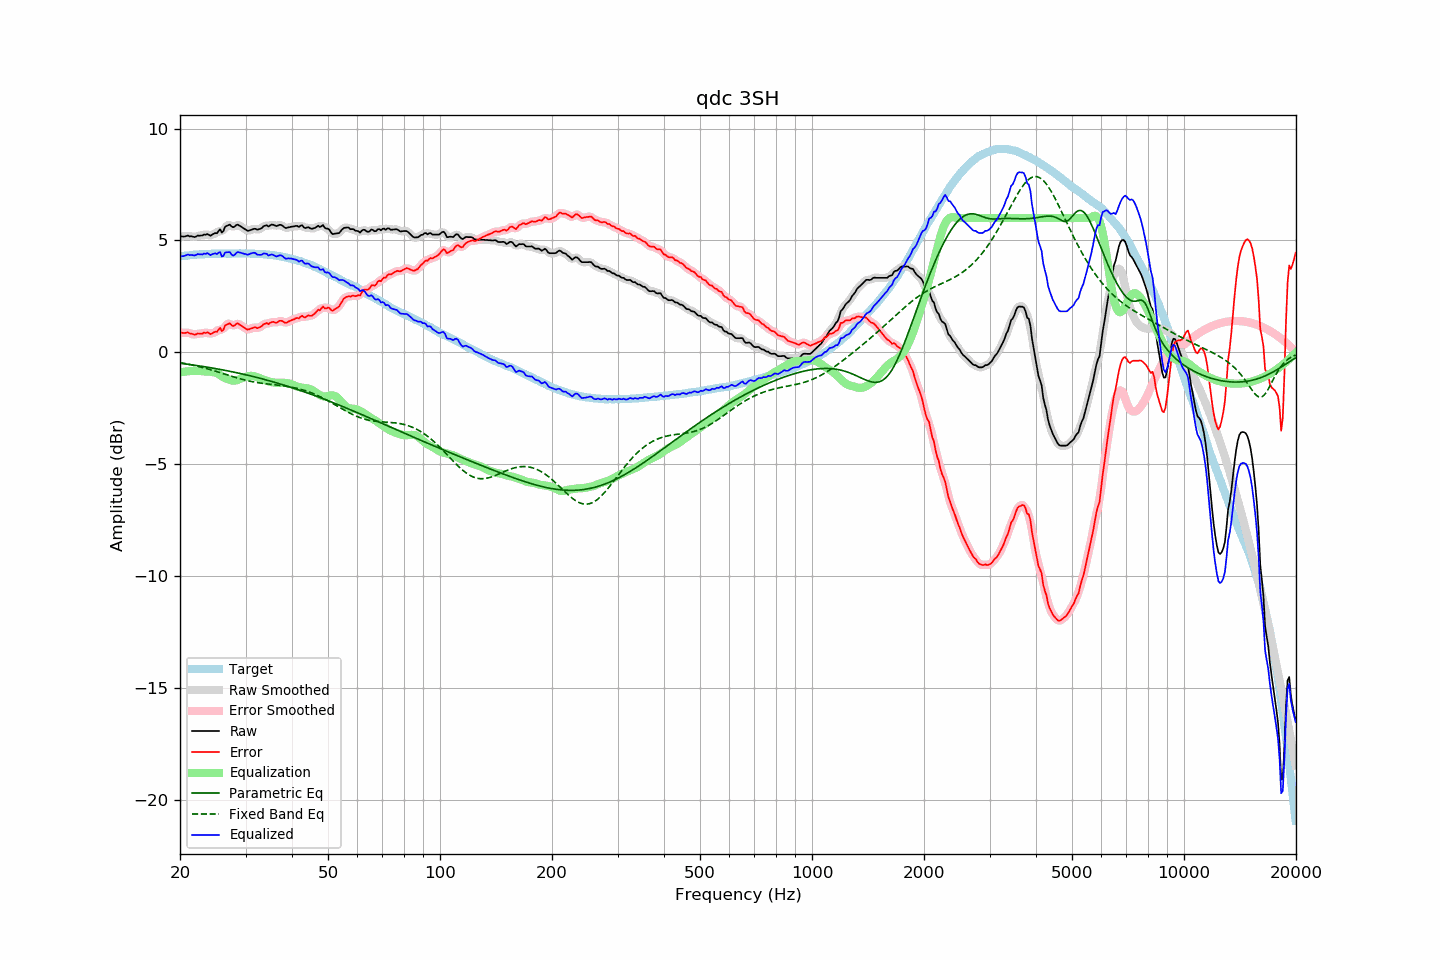 qdc 3SH
10
5
0
−5
−10
−15
−20
Amplitude (dBr)
Target
Raw Smoothed
Error Smoothed
Raw
Error
Equalization
Parametric Eq
Fixed Band Eq
Equalized
20 50 100 200 500 1000 2000 5000 10000 20000
Frequency (Hz)